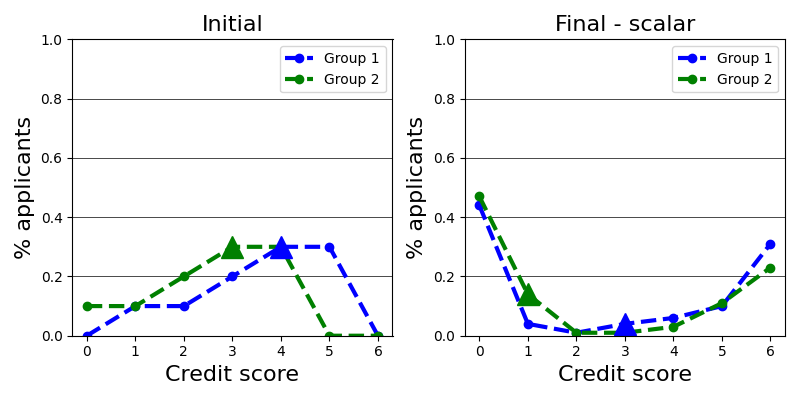 Initial
% applicants
1.0
0.8
0.6
0.4
0.2
0.0
Group 1
Group 2
0 1 2 3 4 5 6
Credit score
Final - scalar
% applicants
1.0
0.8
0.6
0.4
0.2
0.0
Group 1
Group 2
0 1 2 3 4 5 6
Credit score